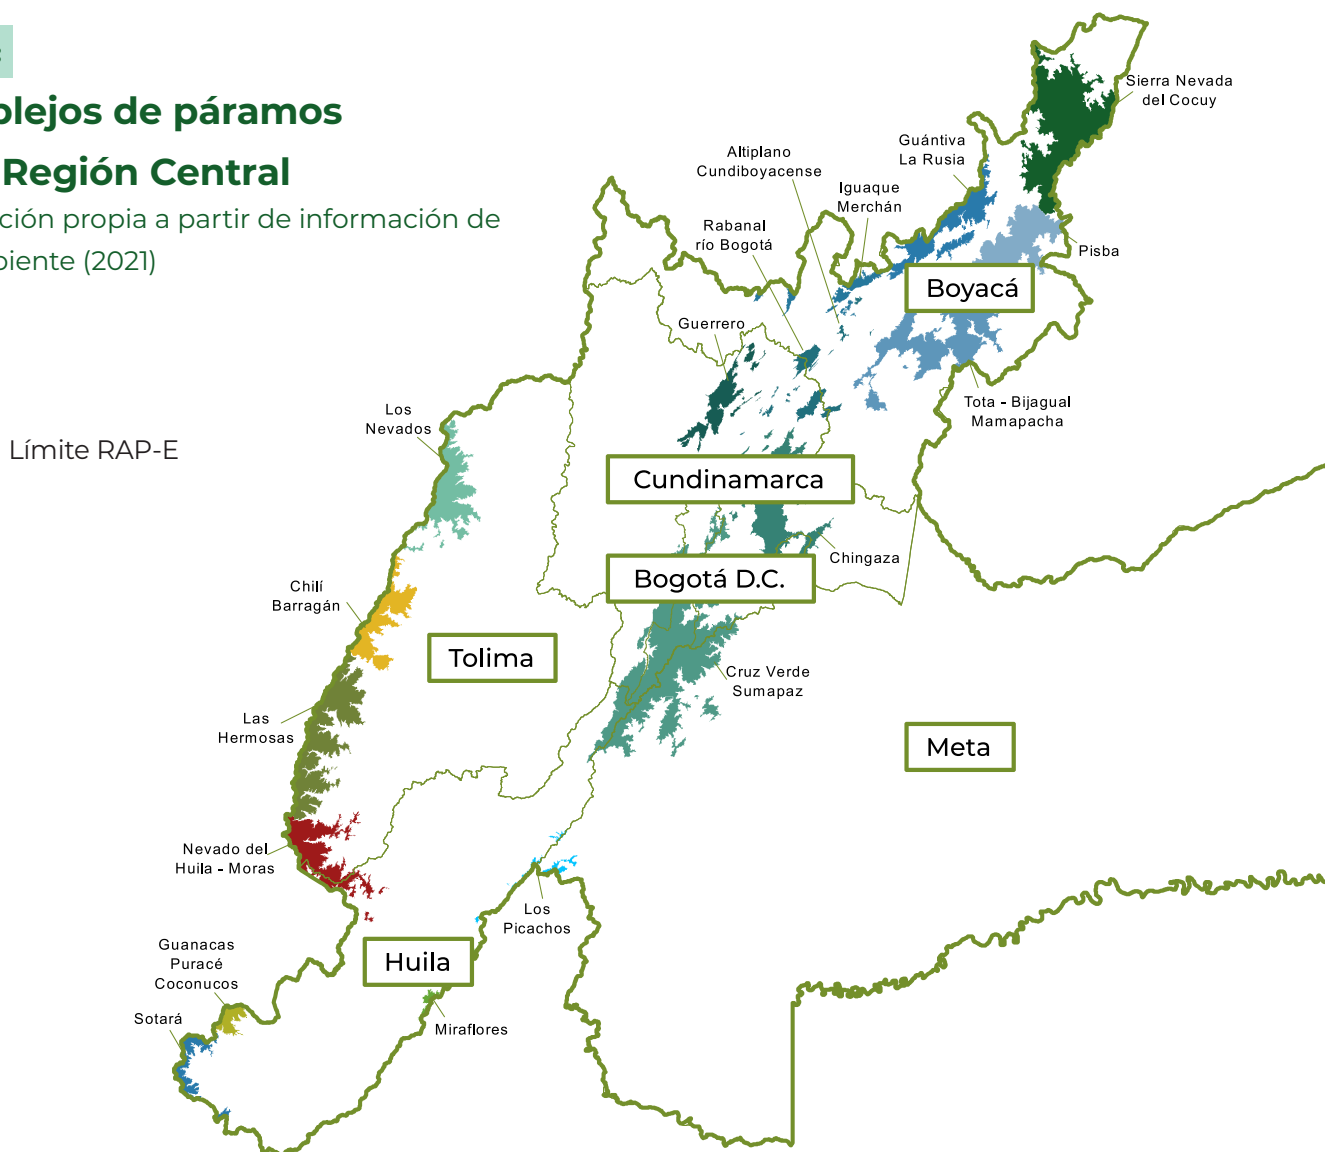 plejos de páramos
Región Central
ción propia a partir de información de
biente (2021)
Límite RAP-E
Sierra Nevada
del Cocuy
Guántiva
La Rusia
Altiplano
Cundiboyacense
Iguaque
Merchán
Rabanal
río Bogotá
Pisba
Boyacá
Guerrero
Tota - Bijagual
Mamapacha
Los
Nevados
Cundinamarca
Chingaza
Bogotá D.C.
Chilí
Barragán
Tolima
Cruz Verde
Sumapaz
Las
Hermosas
Meta
Nevado del
Huila - Moras
Los
Picachos
Guanacas
Puracé
Coconucos
Huila
Sotará
Miraflores